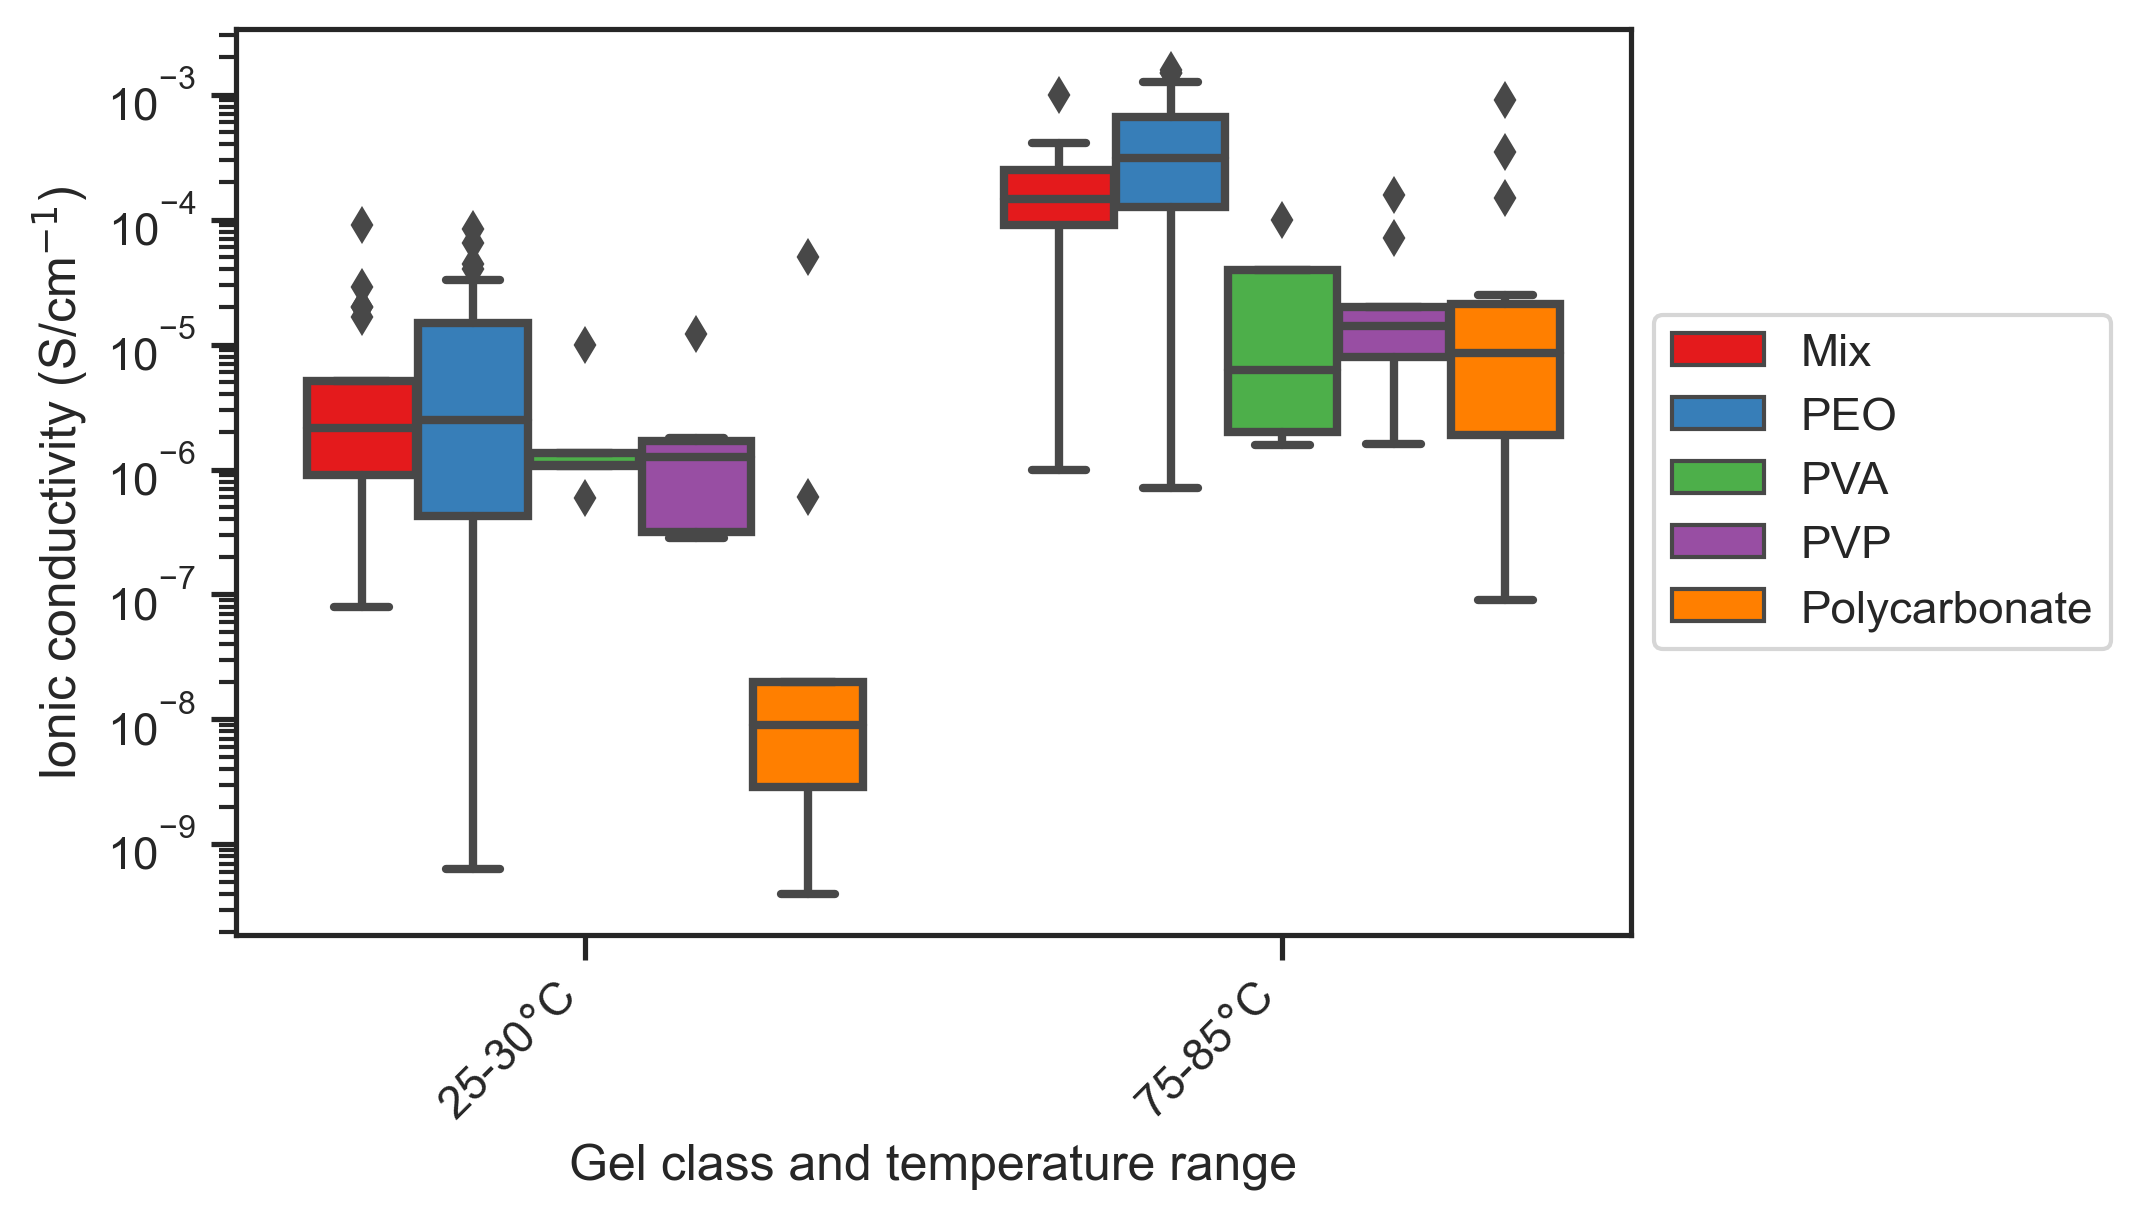 Ionic conductivity (S/cm⁻¹)
10⁻³
10⁻⁴
10⁻⁵
10⁻⁶
10⁻⁷
10⁻⁸
10⁻⁹
25-30°C
75-85°C
Gel class and temperature range
Mix
PEO
PVA
PVP
Polycarbonate